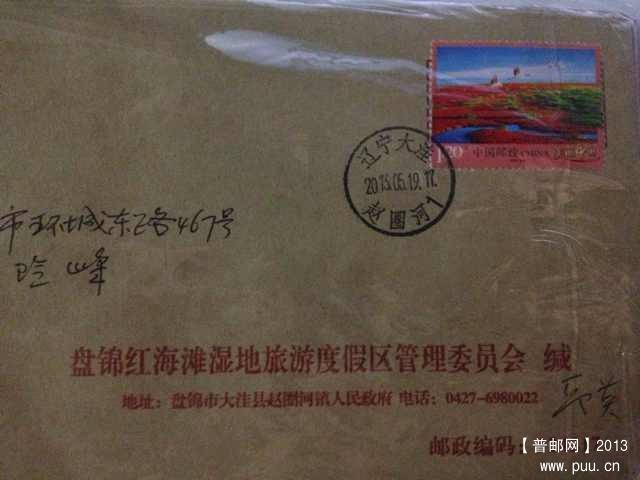 1.20
中国邮政 CHINA
辽宁大洼
2013.05.19.17
赵圈河1
市环城东路467号
晗 峰
盘锦红海滩湿地旅游度假区管理委员会 缄
地址：盘锦市大洼县赵圈河镇人民政府 电话：0427-6980022
邮政编码：
【普邮网】2013
www.puu.cn